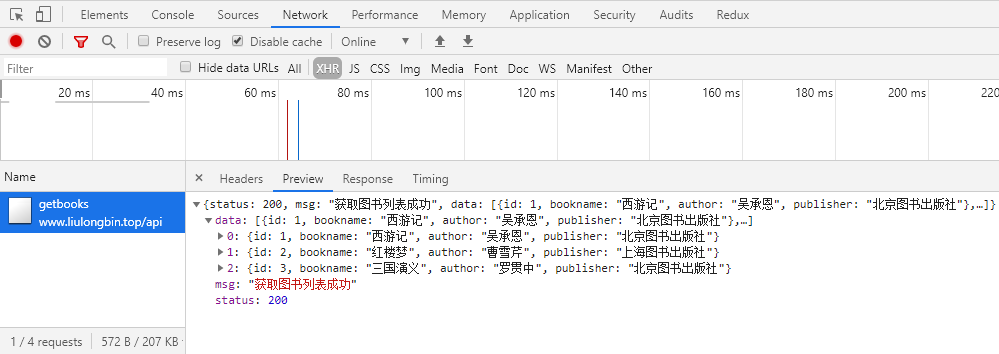 Elements Console Sources Network Performance Memory Application Security Audits Redux
Preserve log Disable cache Online ▼
Filter Hide data URLs All XHR JS CSS Img Media Font Doc WS Manifest Other
20 ms 40 ms 60 ms 80 ms 100 ms 120 ms 140 ms 160 ms 180 ms 200 ms 220
Name × Headers Preview Response Timing
getbooks
www.liulongbin.top/api
▼{status: 200, msg: "获取图书列表成功", data: [{id: 1, bookname: "西游记", author: "吴承恩", publisher: "北京图书出版社"},…]}
▼data: [{id: 1, bookname: "西游记", author: "吴承恩", publisher: "北京图书出版社"},…]
▶0: {id: 1, bookname: "西游记", author: "吴承恩", publisher: "北京图书出版社"}
▶1: {id: 2, bookname: "红楼梦", author: "曹雪芹", publisher: "上海图书出版社"}
▶2: {id: 3, bookname: "三国演义", author: "罗贯中", publisher: "北京图书出版社"}
msg: "获取图书列表成功"
status: 200
1 / 4 requests 572 B / 207 KB